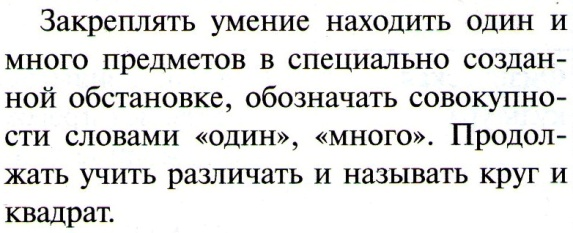 Закреплять умение находить один и
много предметов в специально создан-
ной обстановке, обозначать совокупно-
сти словами «один», «много». Продол-
жать учить различать и называть круг и
квадрат.